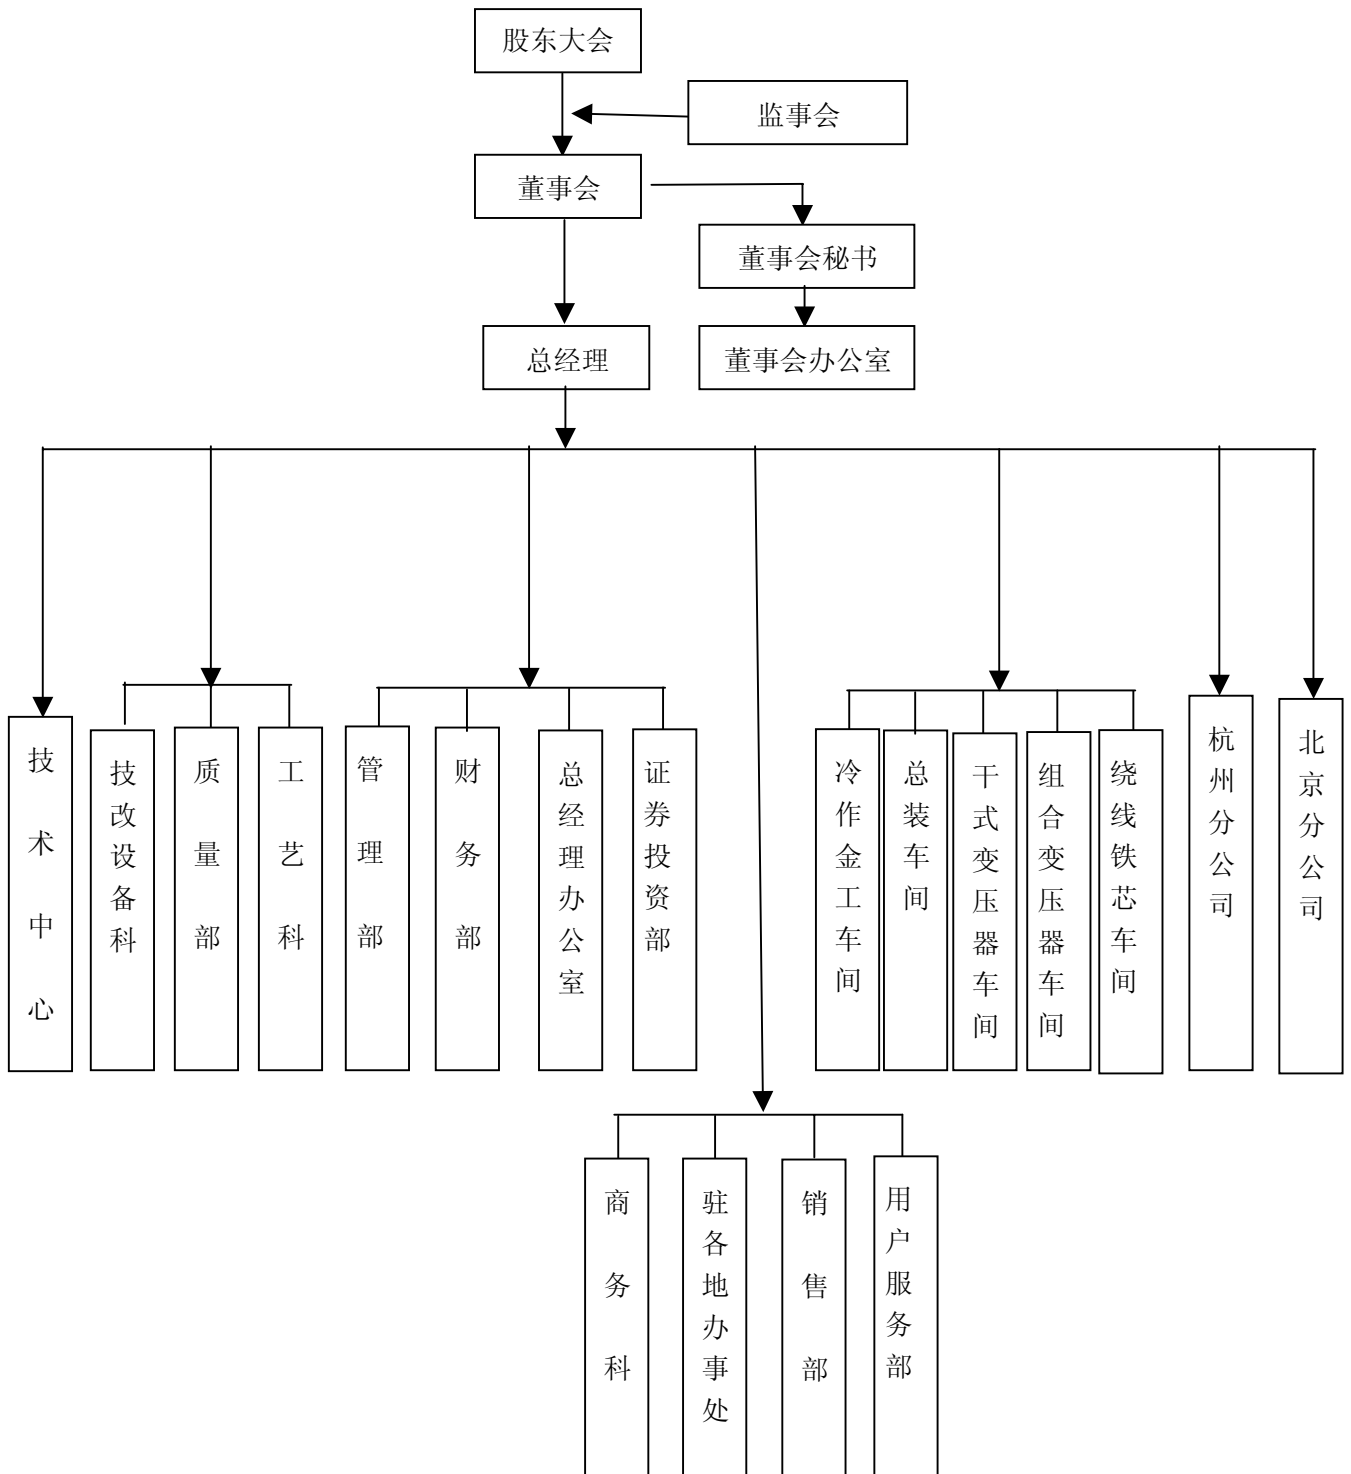 股东大会
监事会
董事会
董事会秘书
总经理
董事会办公室
技术中心
技改设备科
质量部
工艺科
管理部
财务部
总经理办公室
证券投资部
冷作金工车间
总装车间
干式变压器车间
组合变压器车间
绕线铁芯车间
杭州分公司
北京分公司
商务科
驻各地办事处
销售部
用户服务部